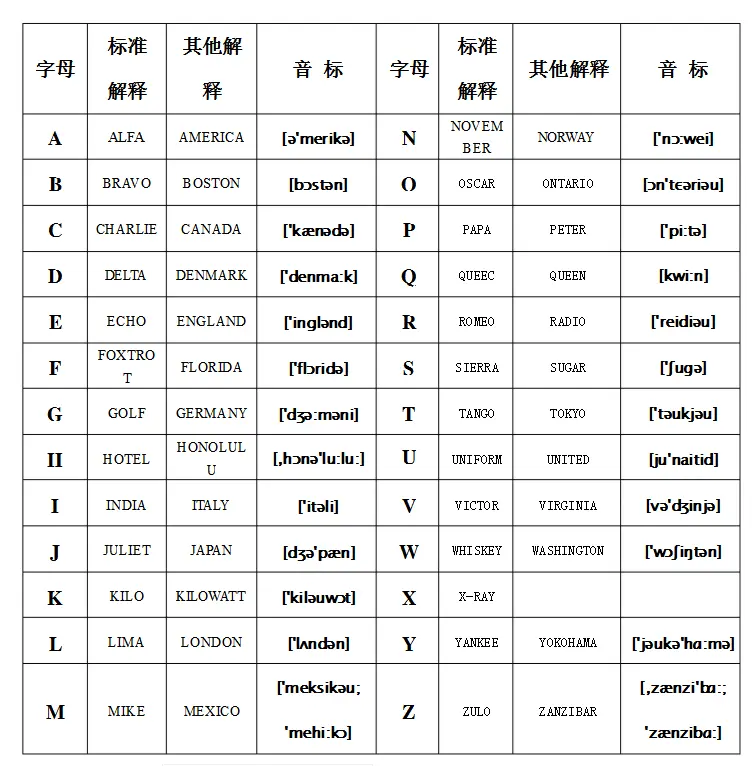 字母 标准解释 其他解释 音 标 字母 标准解释 其他解释 音 标
A ALFA AMERICA [ə'merikə] N NOVEMBER NORWAY ['nɔ:wei]
B BRAVO BOSTON [bɔstən] O OSCAR ONTARIO [ɔn'tєəriəu]
C CHARLIE CANADA ['kænədə] P PAPA PETER ['pi:tə]
D DELTA DENMARK ['denma:k] Q QUEEC QUEEN [kwi:n]
E ECHO ENGLAND ['inglənd] R ROMEO RADIO ['reidiəu]
F FOXTROT FLORIDA ['flɔridə] S SIERRA SUGAR ['ʃugə]
G GOLF GERMANY ['dʒə:məni] T TANGO TOKYO ['təukjəu]
H HOTEL HONOLULU [,hɔnə'lu:lu:] U UNIFORM UNITED [ju'naitid]
I INDIA ITALY ['itəli] V VICTOR VIRGINIA [və'dʒinjə]
J JULIET JAPAN [dʒə'pæn] W WHISKEY WASHINGTON ['wɔʃiŋtən]
K KILO KILOWATT ['kiləuwɔt] X X-RAY
L LIMA LONDON ['lʌndən] Y YANKEE YOKOHAMA ['jəukə'hɑ:mə]
M MIKE MEXICO ['meksikəu; 'mehi:kɔ] Z ZULO ZANZIBAR [,zænzi'bɑ:; 'zænzibɑ:]